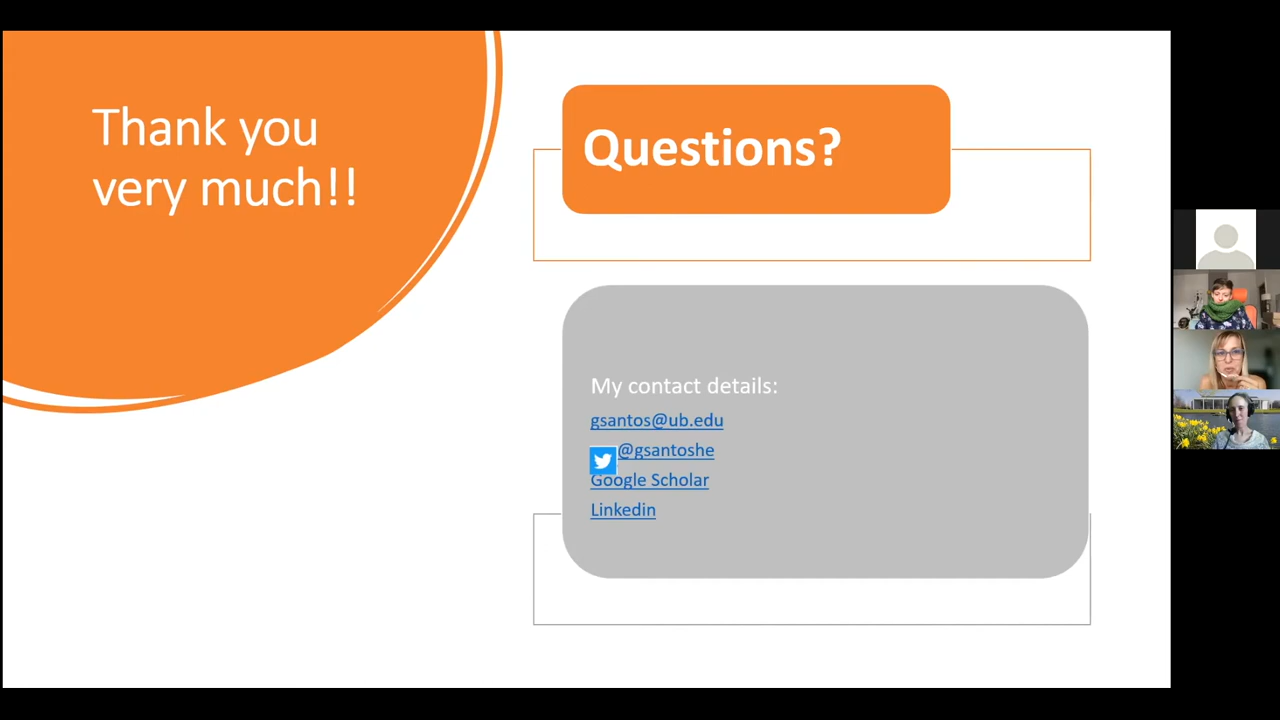 Thank you
very much!!
Questions?
My contact details:
gsantos@ub.edu
@gsantoshe
Google Scholar
Linkedin